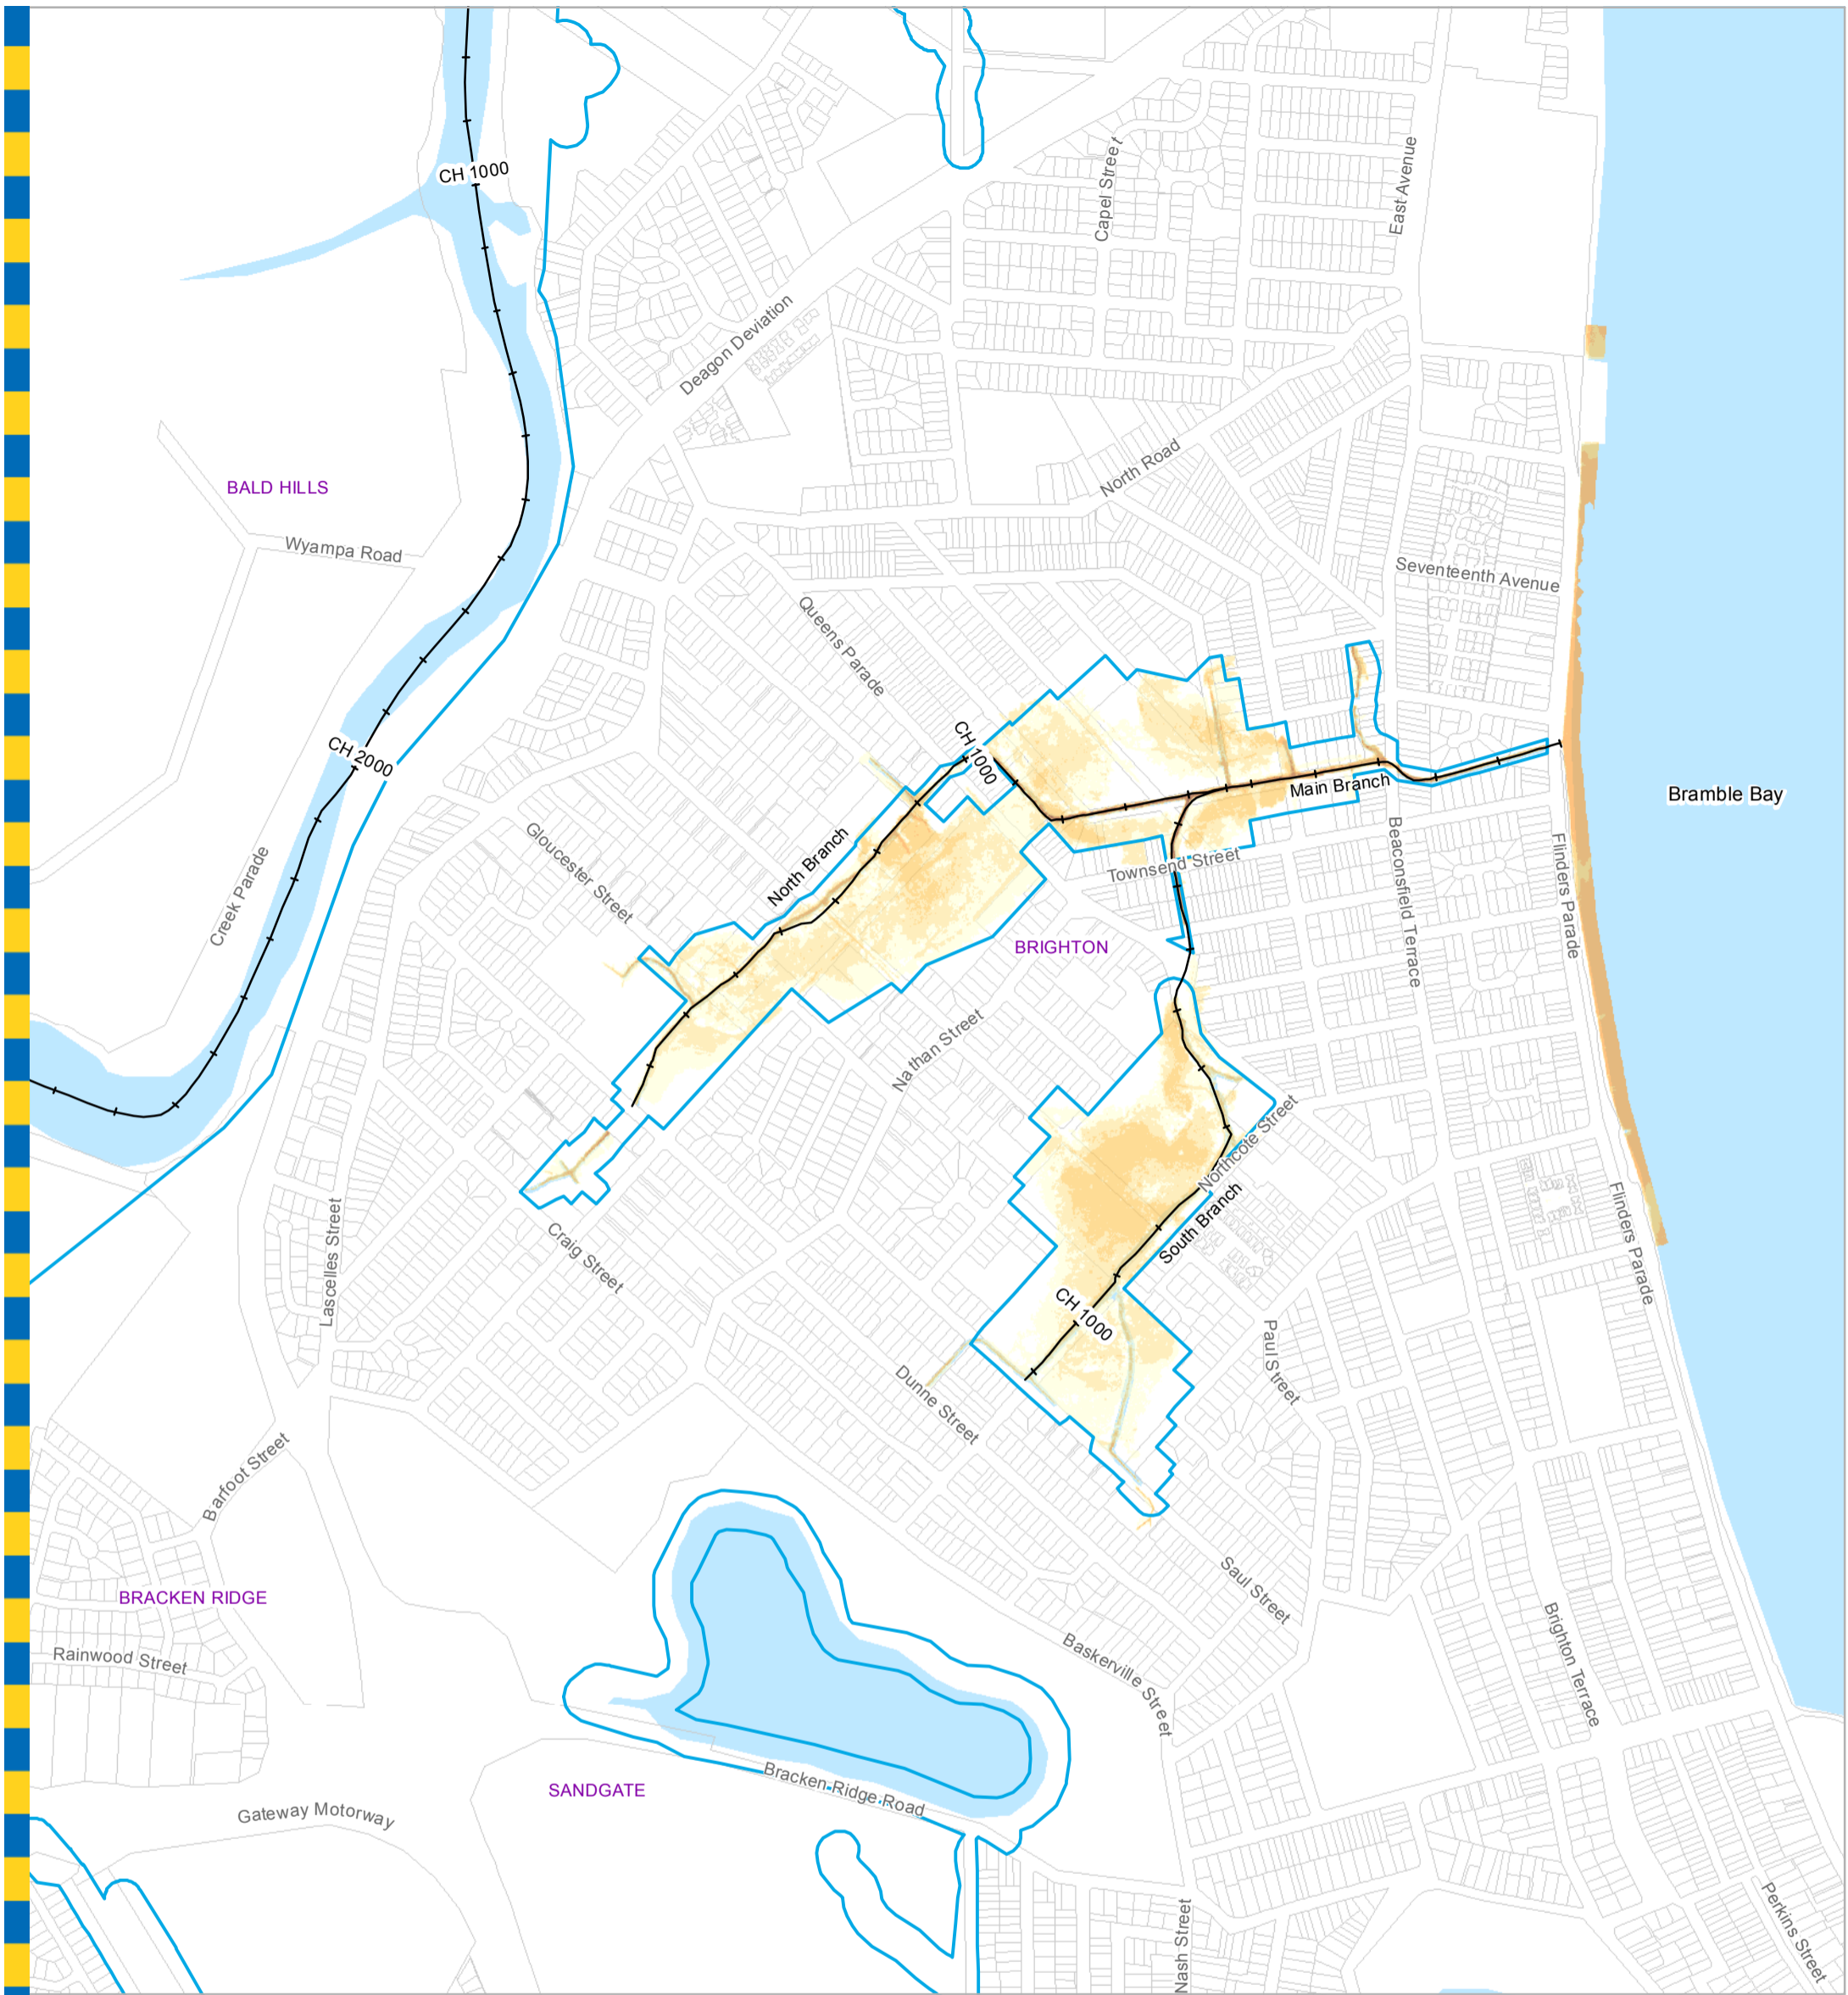 CH 1000
Capel Street
East Avenue
Deagon Deviation
North Road
BALD HILLS
Wyampa Road
Seventeenth Avenue
Queens Parade
CH 1000
CH 2000
Main Branch
Bramble Bay
Gloucester Street
North Branch
Townsend Street
Beaconsfield Terrace
Flinders Parade
Creek Parade
BRIGHTON
Nathan Street
Northcote Street
South Branch
Flinders Parade
Lascelles Street
Craig Street
CH 1000
Paul Street
Dunne Street
Barfoot Street
Saul Street
BRACKEN RIDGE
Rainwood Street
Baskerville Street
Brighton Terrace
SANDGATE
Bracken Ridge Road
Gateway Motorway
Nash Street
Perkins Street